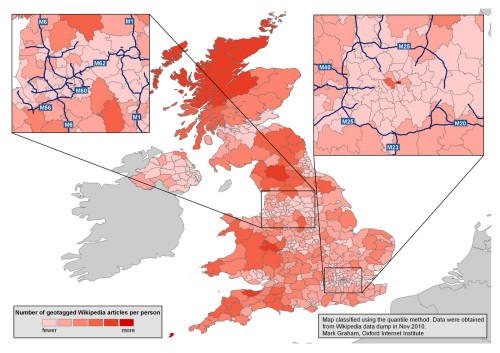 M6
M1
M62
M60
M56
M6
M1
M25
M40
M25
M20
M23
Number of geotagged Wikipedia articles per person
fewer
more
Map classified using the quantile method. Data were obtained
from Wikipedia data dump in Nov 2010.
Mark Graham, Oxford Internet Institute